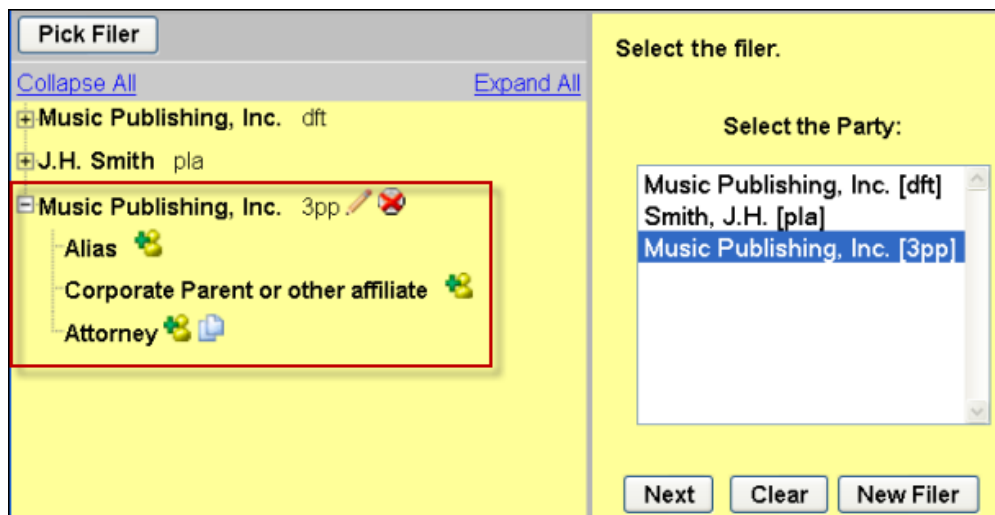 Pick Filer
Collapse All Expand All
Music Publishing, Inc. dft
J.H. Smith pla
Music Publishing, Inc. 3pp
Alias
Corporate Parent or other affiliate
Attorney
Select the filer.
Select the Party:
Music Publishing, Inc. [dft]
Smith, J.H. [pla]
Music Publishing, Inc. [3pp]
Next Clear New Filer